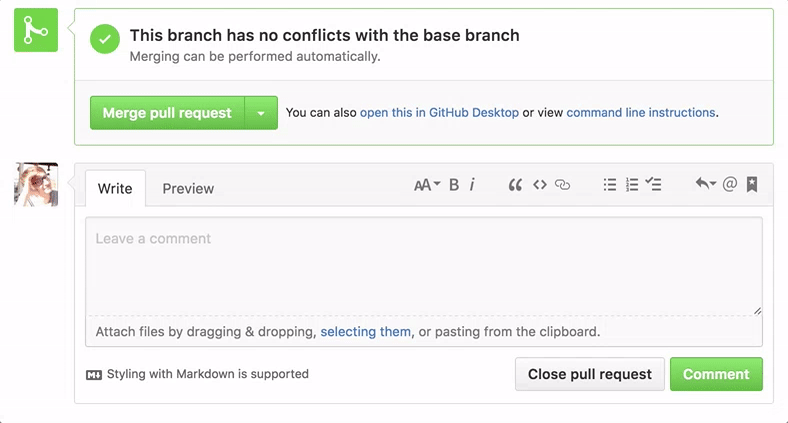 This branch has no conflicts with the base branch
Merging can be performed automatically.
Merge pull request You can also open this in GitHub Desktop or view command line instructions.
Write Preview AA B i “ <> @
Leave a comment
Attach files by dragging & dropping, selecting them, or pasting from the clipboard.
Styling with Markdown is supported Close pull request Comment